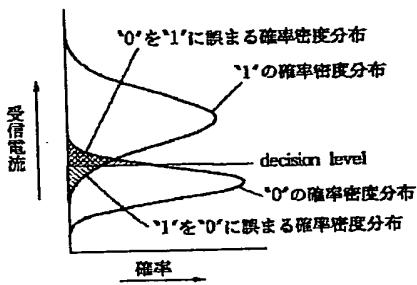 “0”を“1”に誤まる確率密度分布
“1”の確率密度分布
受信電流
decision level
“0”の確率密度分布
“1”を“0”に誤まる確率密度分布
確率